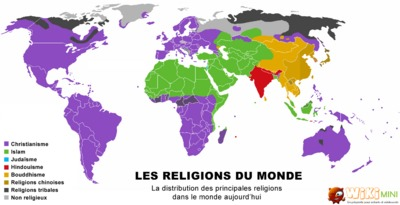 Christianisme
Islam
Judaïsme
Hindouisme
Bouddhisme
Religions chinoises
Religions tribales
Non religieux
LES RELIGIONS DU MONDE
La distribution des principales religions
dans le monde aujourd'hui
Wiki
MINI